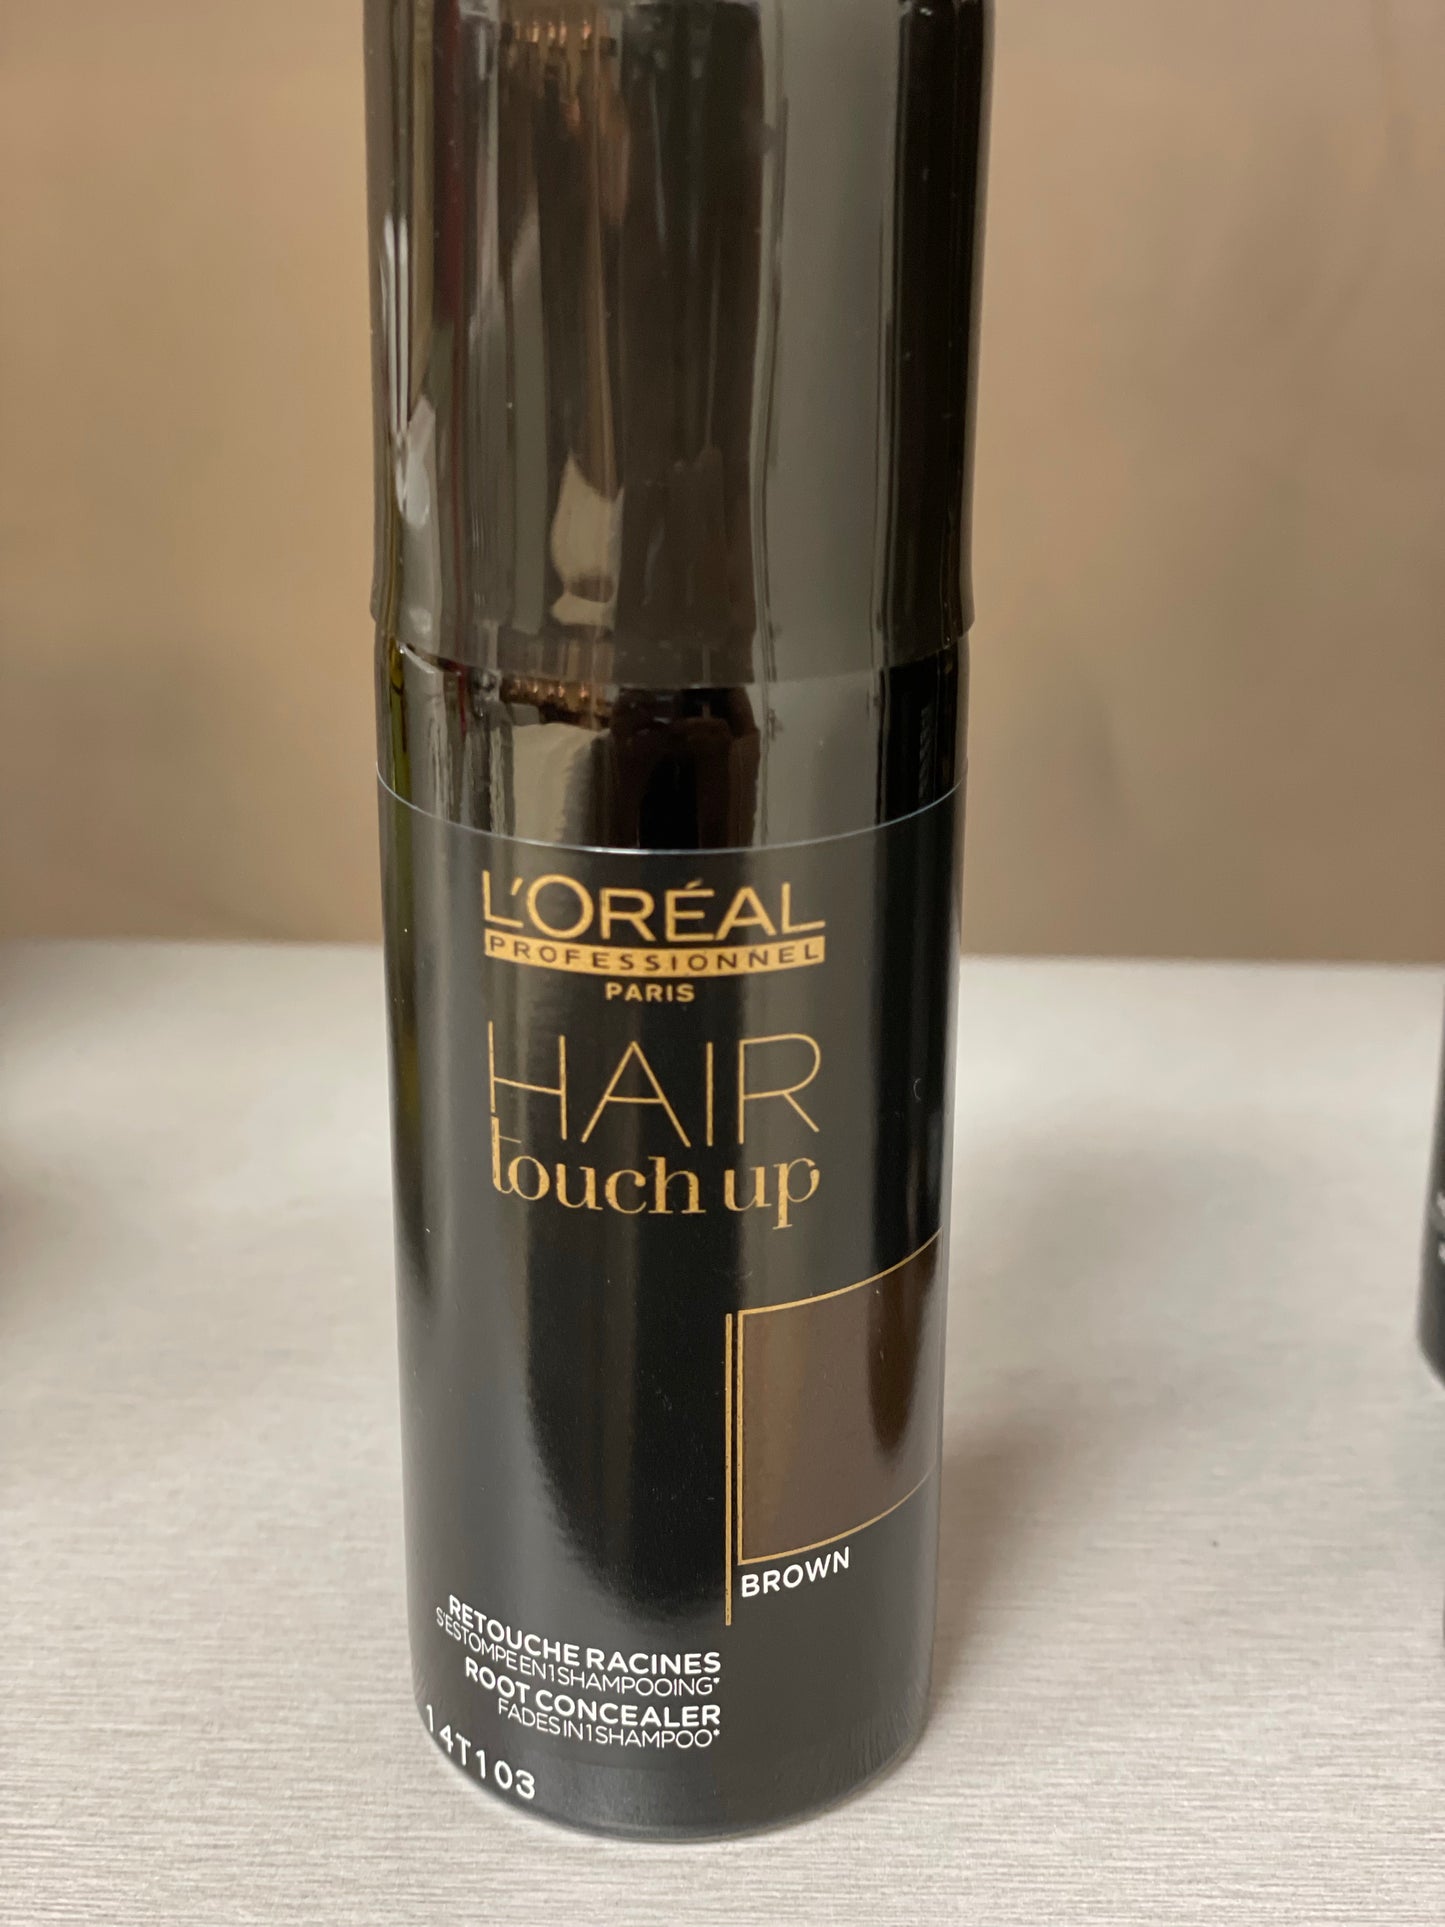 L'ORÉAL
PROFESSIONNEL
PARIS
HAIR
touch up
BROWN
RETOUCHE RACINES
S'ESTOMPE EN 1 SHAMPOOING*
ROOT CONCEALER
FADES IN 1 SHAMPOO*
14T103